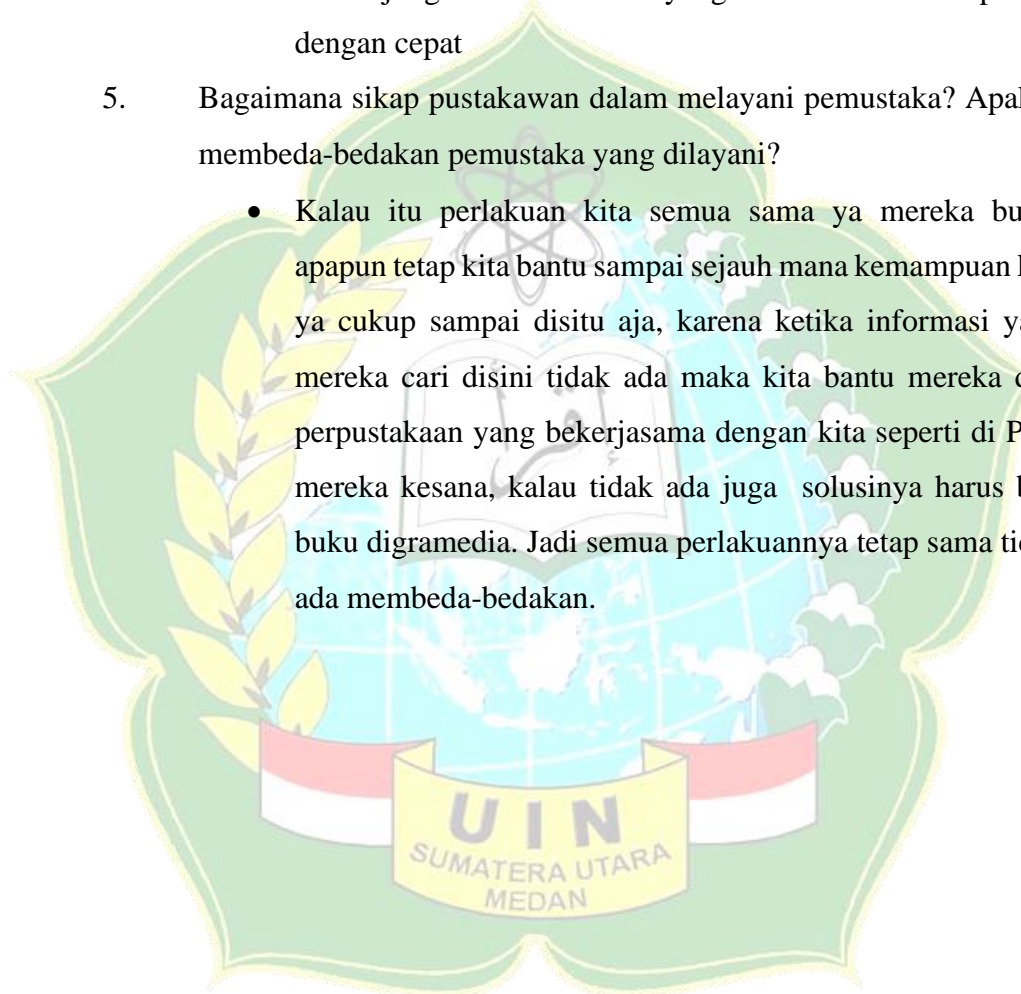 dengan cepat
5. Bagaimana sikap pustakawan dalam melayani pemustaka?
membeda-bedakan pemustaka yang dilayani?
• Kalau itu perlakuan kita semua sama ya mereka
apapun tetap kita bantu sampai sejauh mana kemampuan
ya cukup sampai disitu aja, karena ketika informasi
mereka cari disini tidak ada maka kita bantu mereka
perpustakaan yang bekerjasama dengan kita seperti di
mereka kesana, kalau tidak ada juga solusinya harus
buku digramedia. Jadi semua perlakuannya tetap sama
ada membeda-bedakan.
UIN
SUMATERA UTARA
MEDAN